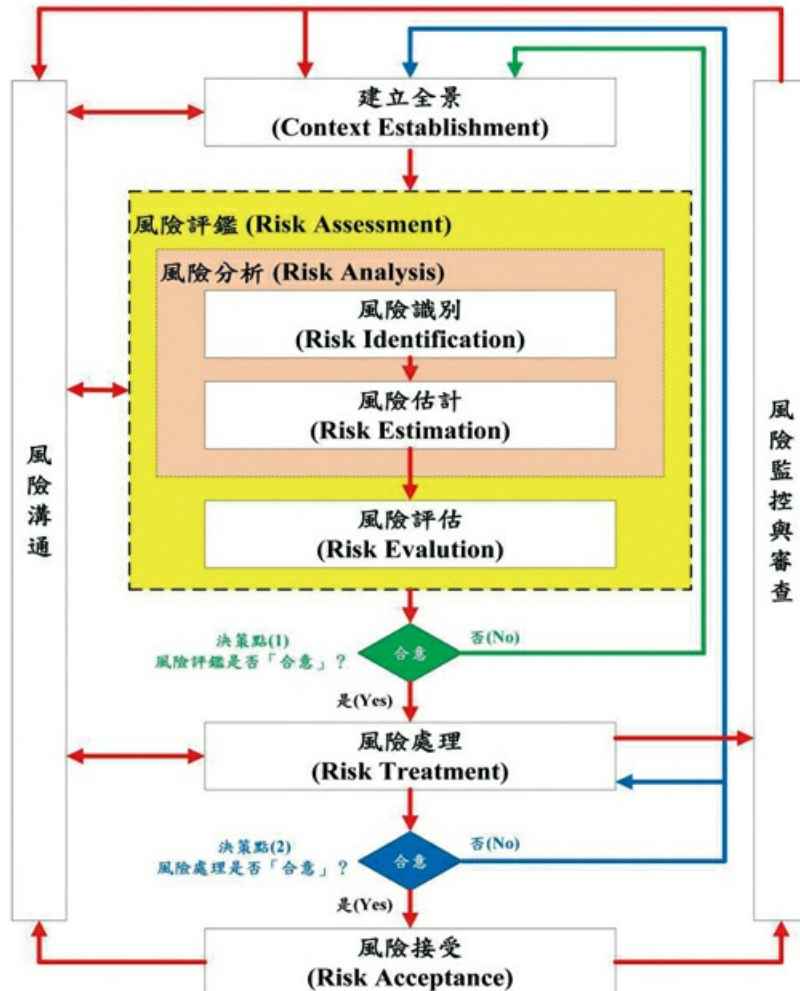 建立全景
(Context Establishment)
風險評鑑 (Risk Assessment)
風險分析 (Risk Analysis)
風險識別
(Risk Identification)
風險估計
(Risk Estimation)
風險評估
(Risk Evalution)
風險溝通
風險監控與審查
決策點(1)
風險評鑑是否「合意」?
合意
否(No)
是(Yes)
風險處理
(Risk Treatment)
決策點(2)
風險處理是否「合意」?
合意
否(No)
是(Yes)
風險接受
(Risk Acceptance)